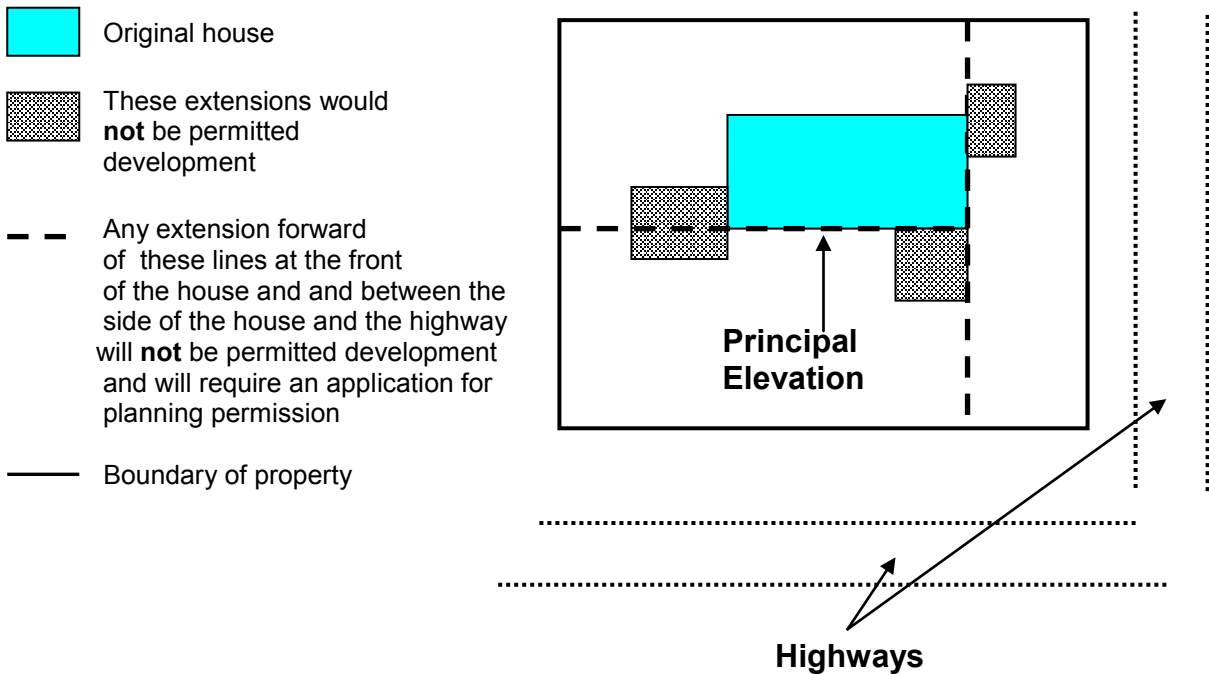 Original house
These extensions would
not be permitted
development
Any extension forward
of these lines at the front
of the house and and between the
side of the house and the highway
will not be permitted development
and will require an application for
planning permission
Boundary of property
Principal
Elevation
Highways